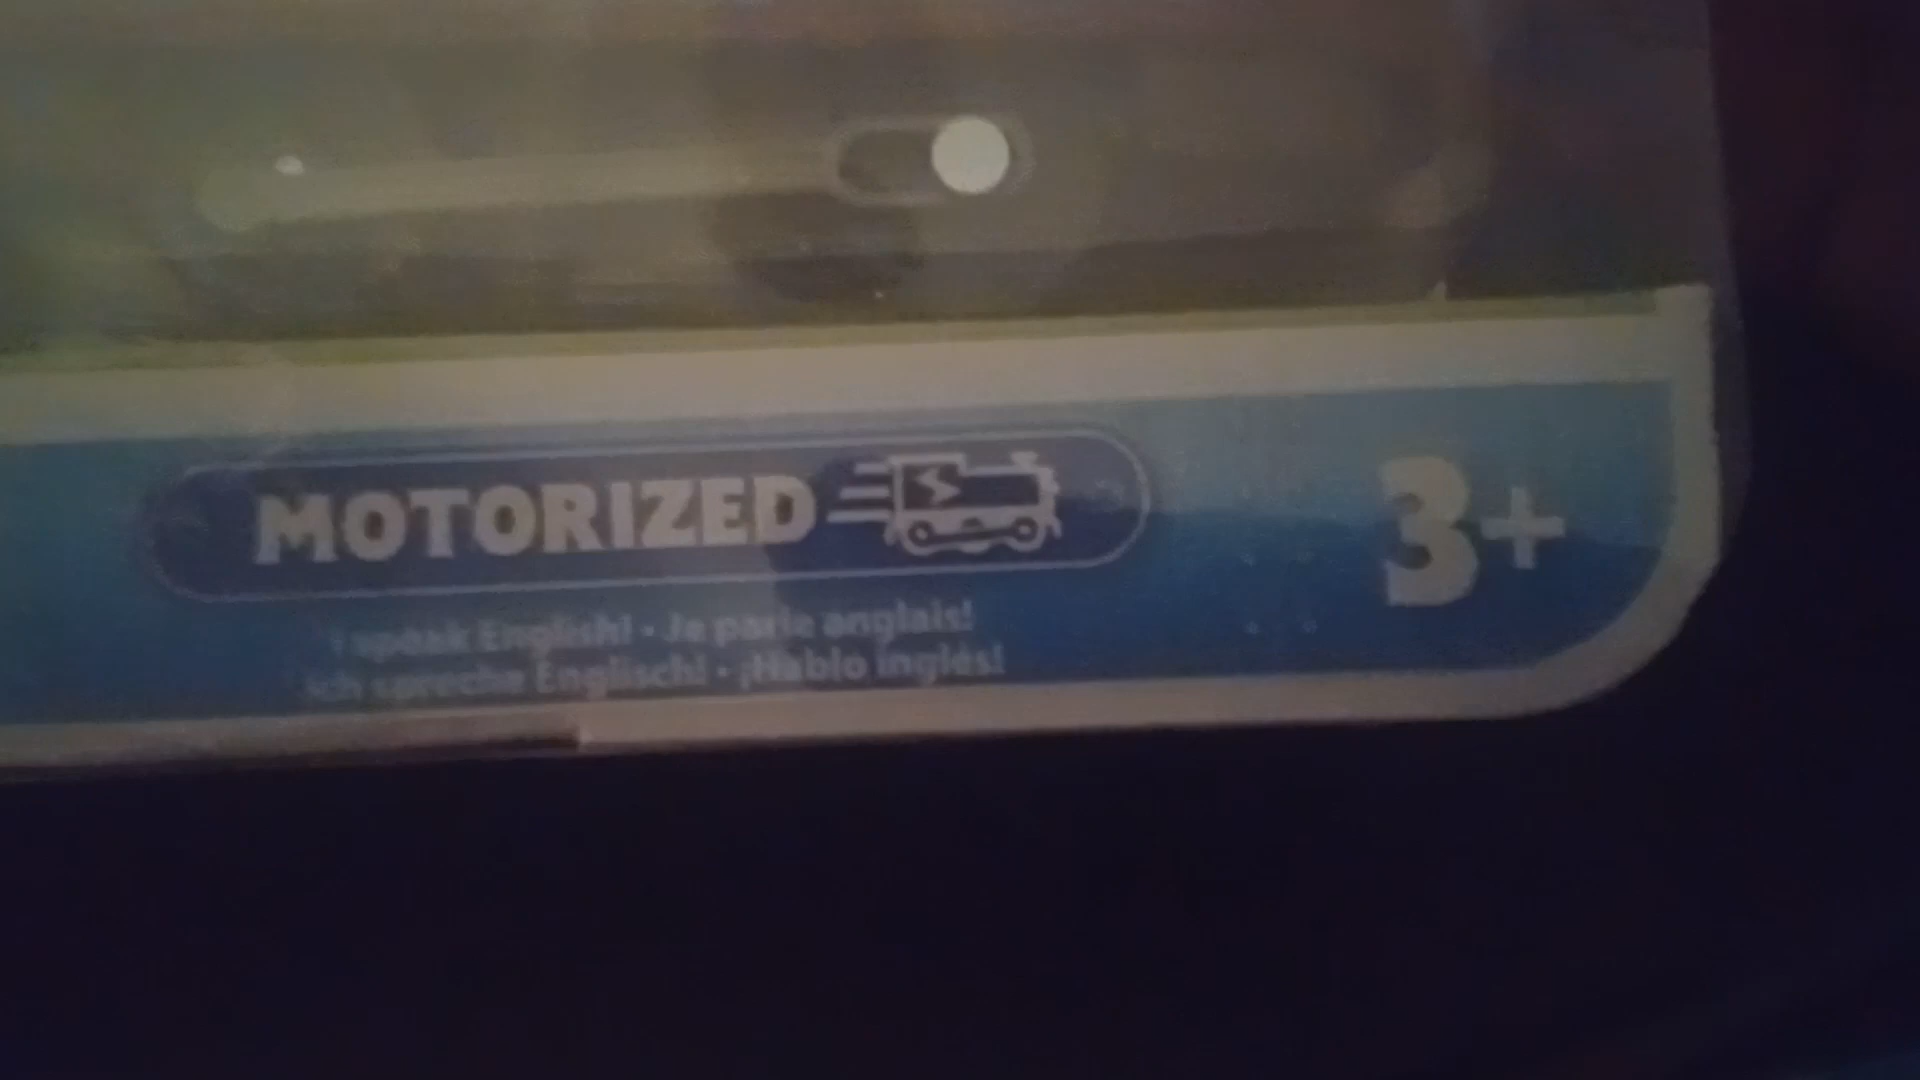 MOTORIZED
3+
I speak English! • Je parle anglais!
Ich spreche Englisch! • ¡Hablo inglés!